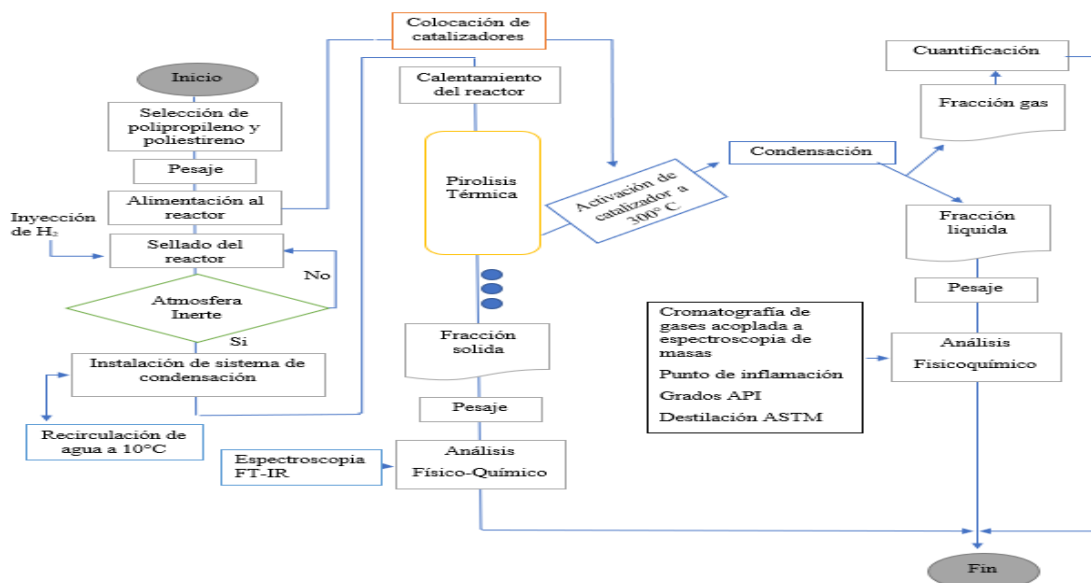 Colocación de
catalizadores
Inicio
Selección de
polipropileno y
poliestireno
Pesaje
Alimentación al
reactor
Inyección
de H₂
Sellado del
reactor
No
Atmosfera
Inerte
Si
Instalación de sistema de
condensación
Recirculación de
agua a 10°C
Calentamiento
del reactor
Pirolisis
Térmica
Activación de
catalizador a
300° C
Fracción
solida
Pesaje
Espectroscopia
FT-IR
Análisis
Físico-Químico
Condensación
Cuantificación
Fracción gas
Fracción
liquida
Pesaje
Cromatografía de
gases acoplada a
espectroscopia de
masas
Punto de inflamación
Grados API
Destilación ASTM
Análisis
Fisicoquímico
Fin